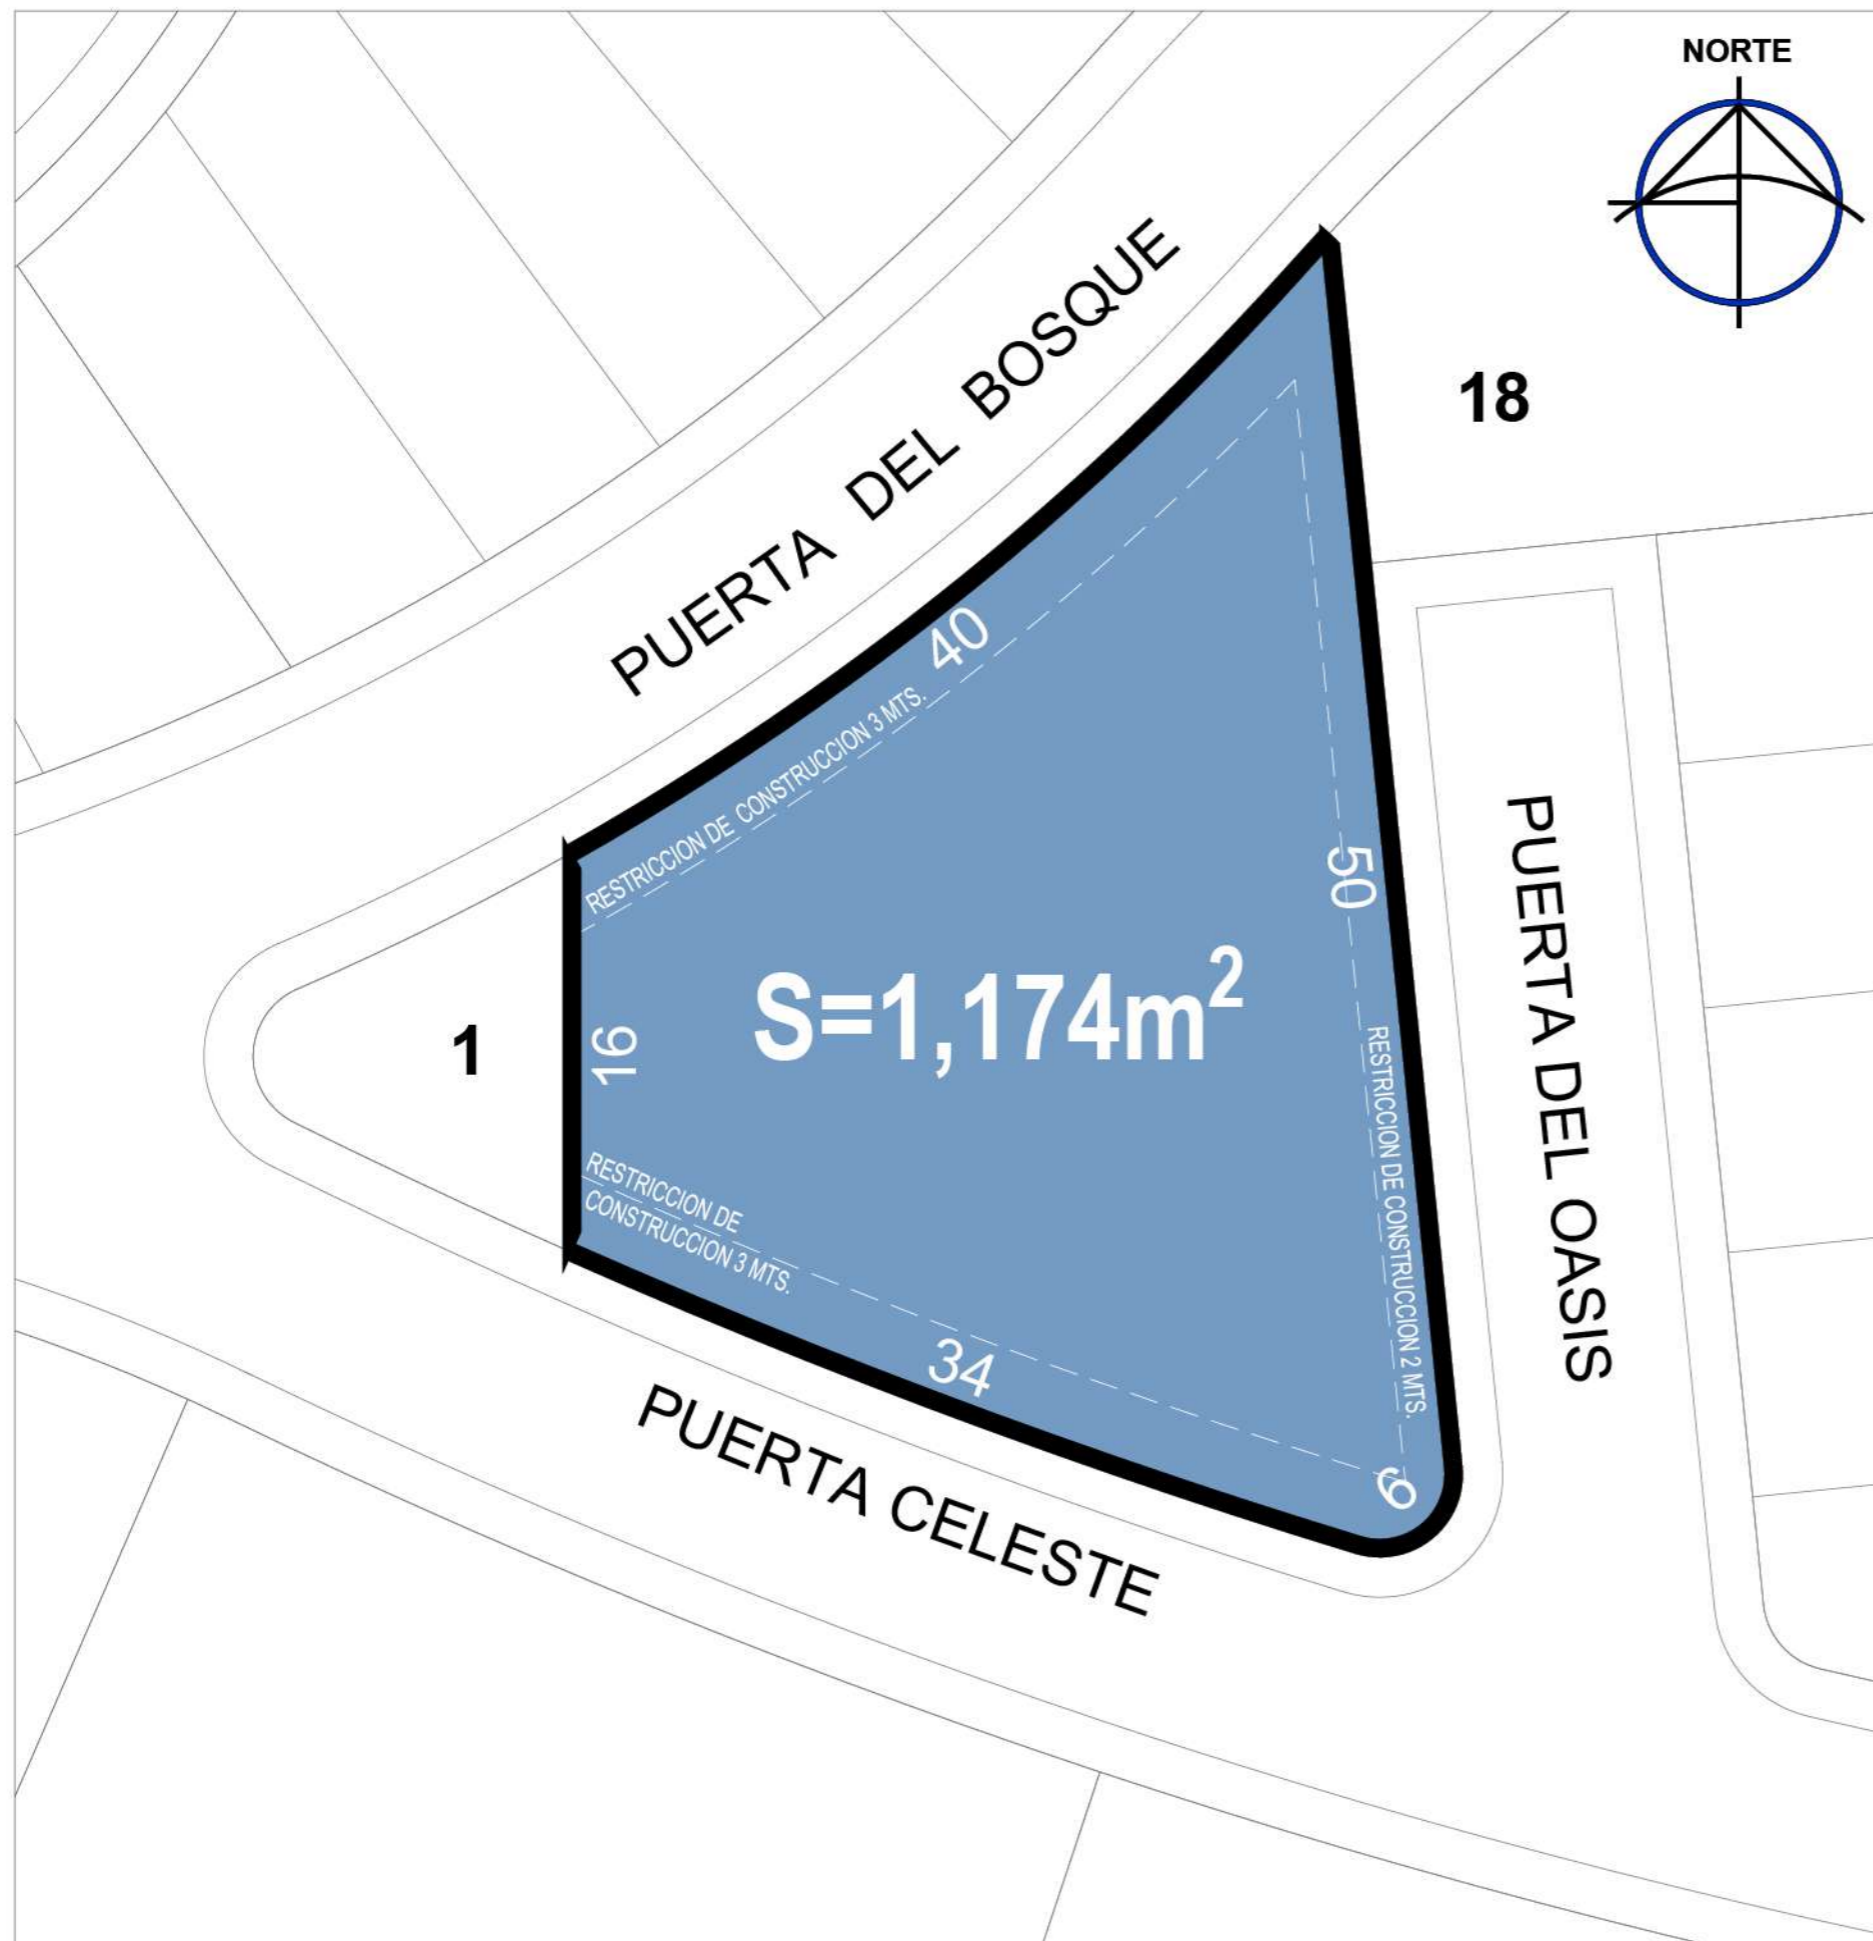 NORTE
18
PUERTA DEL BOSQUE
40
RESTRICCION DE CONSTRUCCION 3 MTS.
50
PUERTA DEL OASIS
S=1,174m²
1
16
RESTRICCION DE CONSTRUCCION 2 MTS.
RESTRICCION DE
CONSTRUCCION 3 MTS.
34
6
PUERTA CELESTE